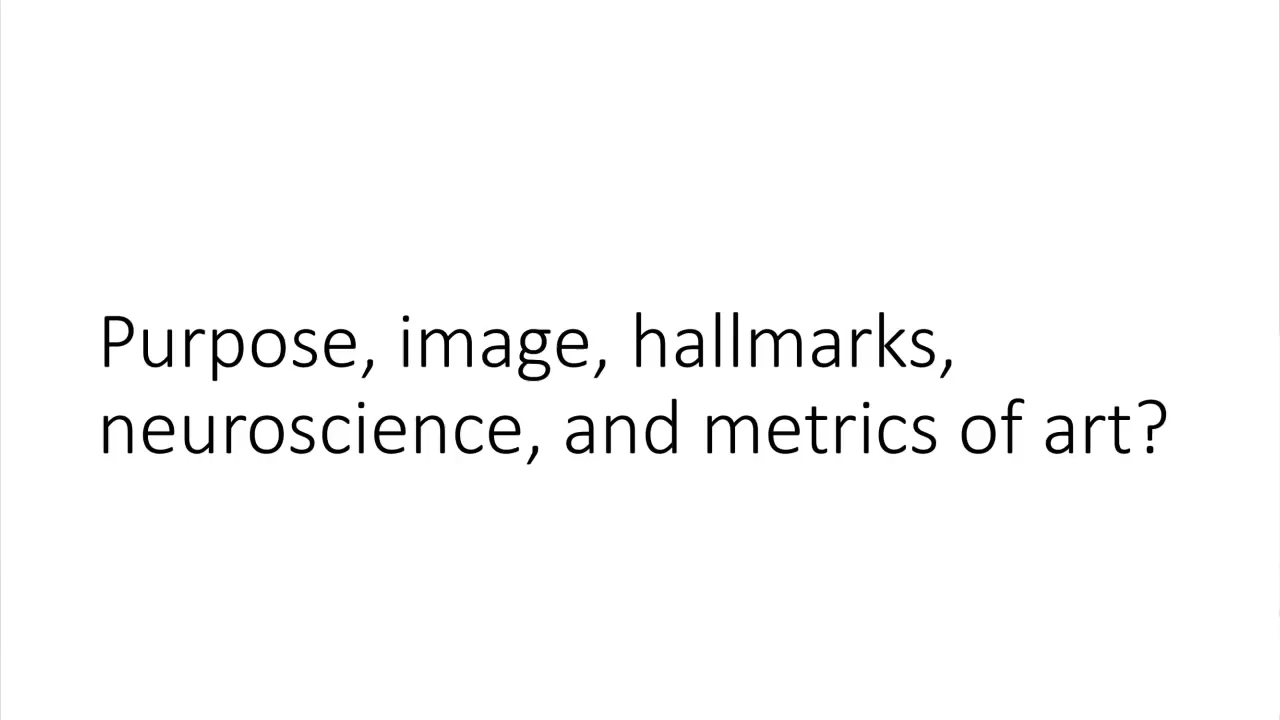 Purpose, image, hallmarks,
neuroscience, and metrics of art?